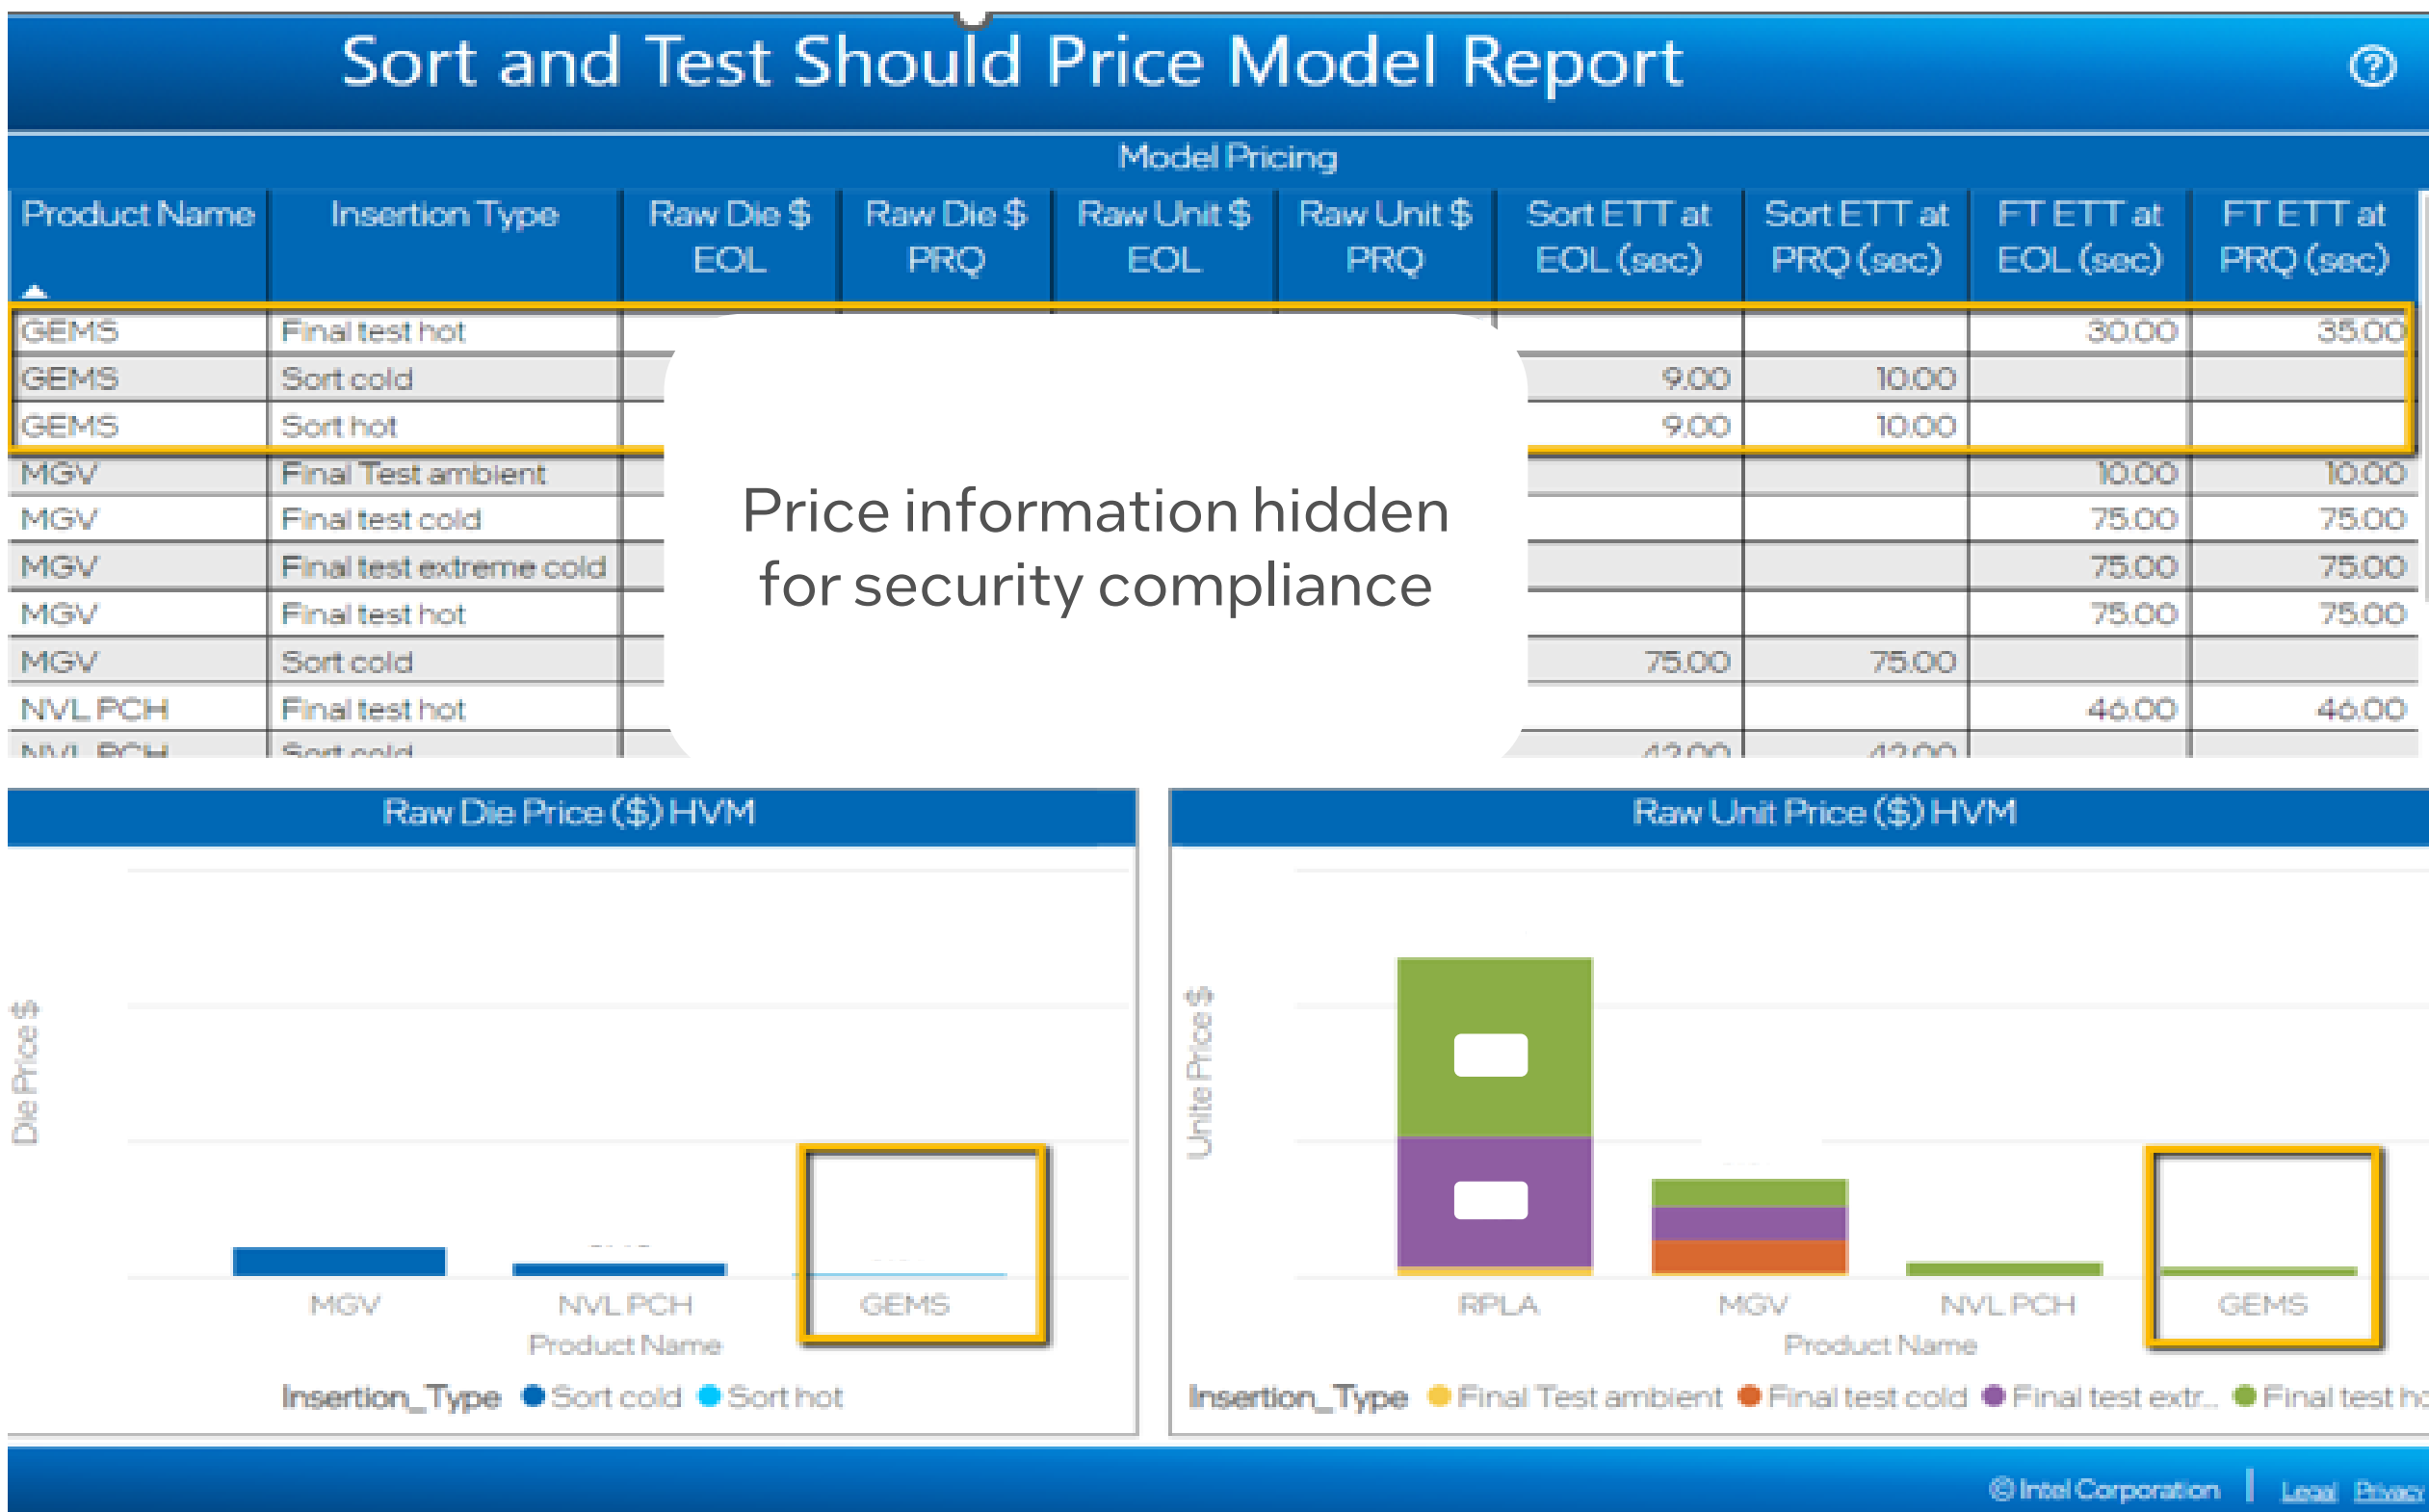 Sort and Test Should Price Model Report
?
Model Pricing
Product Name Insertion Type Raw Die $ EOL Raw Die $ PRQ Raw Unit $ EOL Raw Unit $ PRQ Sort ETT at EOL (sec) Sort ETT at PRQ (sec) FT ETT at EOL (sec) FT ETT at PRQ (sec)
GEMS Final test hot 30.00 35.00
GEMS Sort cold 9.00 10.00
GEMS Sort hot 9.00 10.00
MGV Final Test ambient 10.00 10.00
MGV Final test cold 75.00 75.00
MGV Final test extreme cold 75.00 75.00
MGV Final test hot 75.00 75.00
MGV Sort cold 75.00 75.00
NVL PCH Final test hot 46.00 46.00
NVL PCH Sort cold 42.00 42.00
Price information hidden
for security compliance
Raw Die Price ($) HVM
Die Price $
MGV NVL PCH GEMS
Product Name
Insertion_Type Sort cold Sort hot
Raw Unit Price ($) HVM
Unite Price $
RPLA MGV NVL PCH GEMS
Product Name
Insertion_Type Final Test ambient Final test cold Final test extr... Final test ho
© Intel Corporation | Legal Privacy